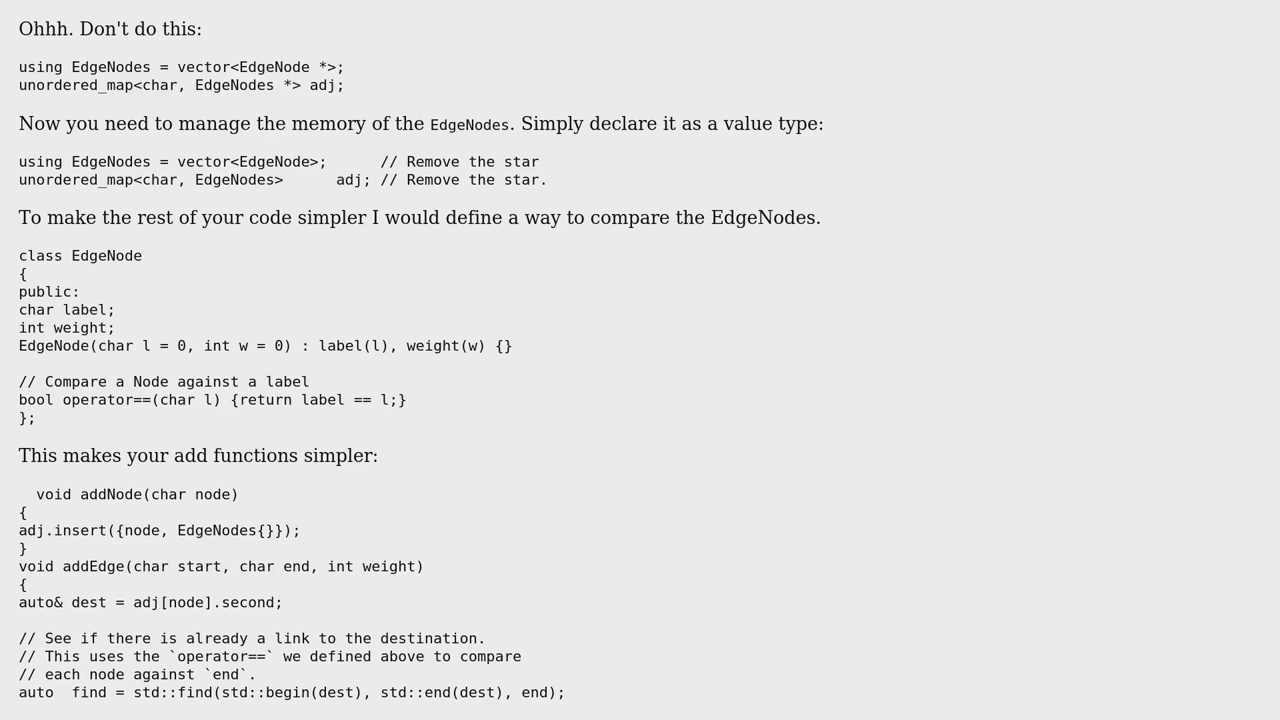 Ohhh. Don't do this:
using EdgeNodes = vector<EdgeNode *>;
unordered_map<char, EdgeNodes *> adj;
Now you need to manage the memory of the EdgeNodes. Simply declare it as a value type:
using EdgeNodes = vector<EdgeNode>;      // Remove the star
unordered_map<char, EdgeNodes>      adj; // Remove the star.
To make the rest of your code simpler I would define a way to compare the EdgeNodes.
class EdgeNode
{
public:
char label;
int weight;
EdgeNode(char l = 0, int w = 0) : label(l), weight(w) {}
// Compare a Node against a label
bool operator==(char l) {return label == l;}
};
This makes your add functions simpler:
  void addNode(char node)
{
adj.insert({node, EdgeNodes{}});
}
void addEdge(char start, char end, int weight)
{
auto& dest = adj[node].second;
// See if there is already a link to the destination.
// This uses the `operator==` we defined above to compare
// each node against `end`.
auto  find = std::find(std::begin(dest), std::end(dest), end);